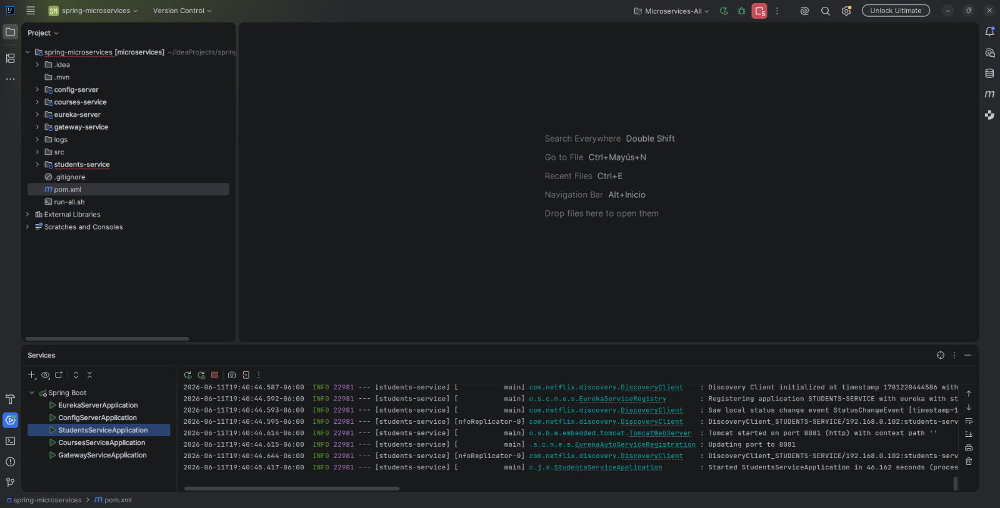 SM spring-microservices Version Control Microservices-All 5 Unlock Ultimate
Project
spring-microservices [microservices] ~/IdeaProjects/spring
.idea
.mvn
config-server
courses-service
eureka-server
gateway-service
logs
src
students-service
.gitignore
pom.xml
run-all.sh
External Libraries
Scratches and Consoles
Search Everywhere Double Shift
Go to File Ctrl+Mayús+N
Recent Files Ctrl+E
Navigation Bar Alt+Inicio
Drop files here to open them
Services
Spring Boot
EurekaServerApplication
ConfigServerApplication
StudentsServiceApplication
CoursesServiceApplication
GatewayServiceApplication
2026-06-11T19:40:44.587-06:00 INFO 22981 --- [students-service] [ main] com.netflix.discovery.DiscoveryClient : Discovery Client initialized at timestamp 1781228444586 with
2026-06-11T19:40:44.592-06:00 INFO 22981 --- [students-service] [ main] o.s.c.n.e.s.EurekaServiceRegistry : Registering application STUDENTS-SERVICE with eureka with st
2026-06-11T19:40:44.593-06:00 INFO 22981 --- [students-service] [ main] com.netflix.discovery.DiscoveryClient : Saw local status change event StatusChangeEvent [timestamp=1
2026-06-11T19:40:44.595-06:00 INFO 22981 --- [students-service] [nfoReplicator-0] com.netflix.discovery.DiscoveryClient : DiscoveryClient_STUDENTS-SERVICE/192.168.0.102:students-serv
2026-06-11T19:40:44.614-06:00 INFO 22981 --- [students-service] [ main] o.s.b.w.embedded.tomcat.TomcatWebServer : Tomcat started on port 8081 (http) with context path ''
2026-06-11T19:40:44.615-06:00 INFO 22981 --- [students-service] [ main] .s.c.n.e.s.EurekaAutoServiceRegistration : Updating port to 8081
2026-06-11T19:40:44.644-06:00 INFO 22981 --- [students-service] [nfoReplicator-0] com.netflix.discovery.DiscoveryClient : DiscoveryClient_STUDENTS-SERVICE/192.168.0.102:students-serv
2026-06-11T19:40:45.417-06:00 INFO 22981 --- [students-service] [ main] c.j.s.StudentsServiceApplication : Started StudentsServiceApplication in 46.162 seconds (proces
spring-microservices > pom.xml